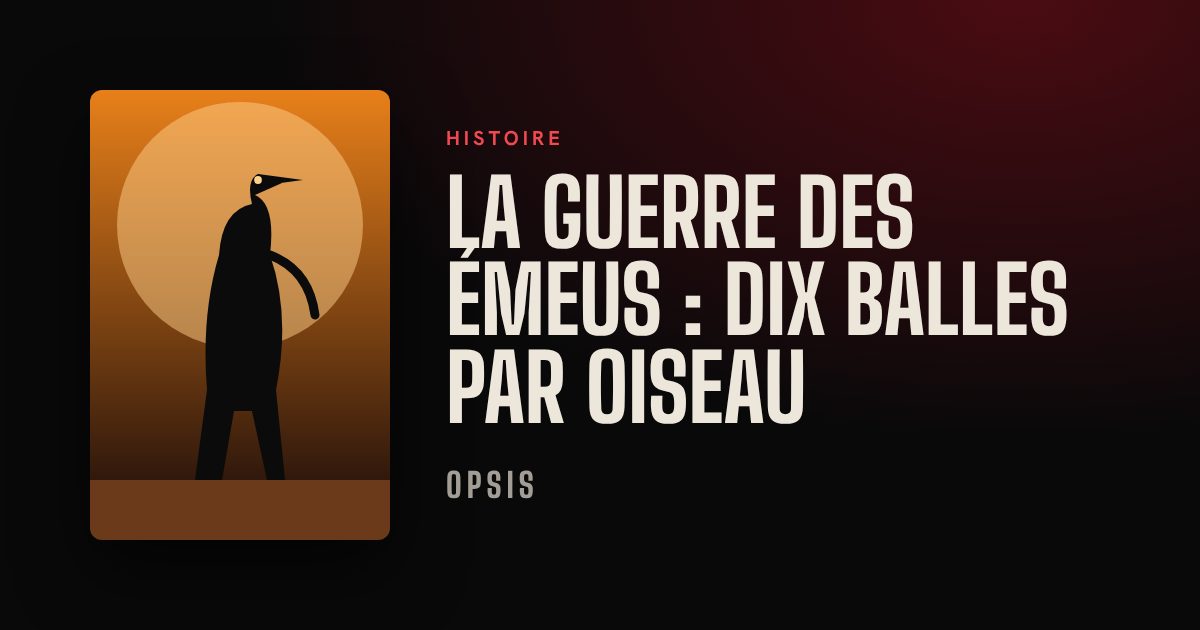 HISTOIRE
LA GUERRE DES
ÉMEUS : DIX BALLES
PAR OISEAU
OPSIS